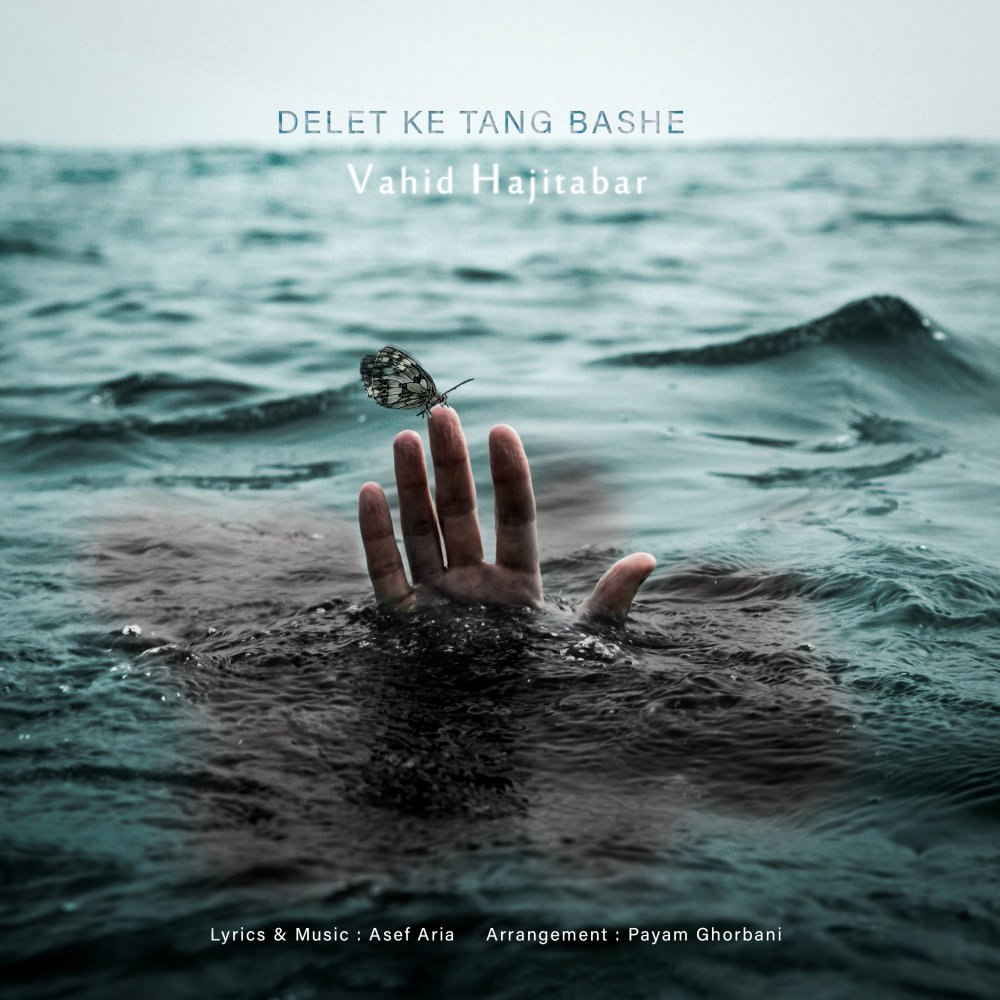 DELET KE TANG BASHE
Vahid Hajitabar
Lyrics & Music : Asef Aria Arrangement : Payam Ghorbani